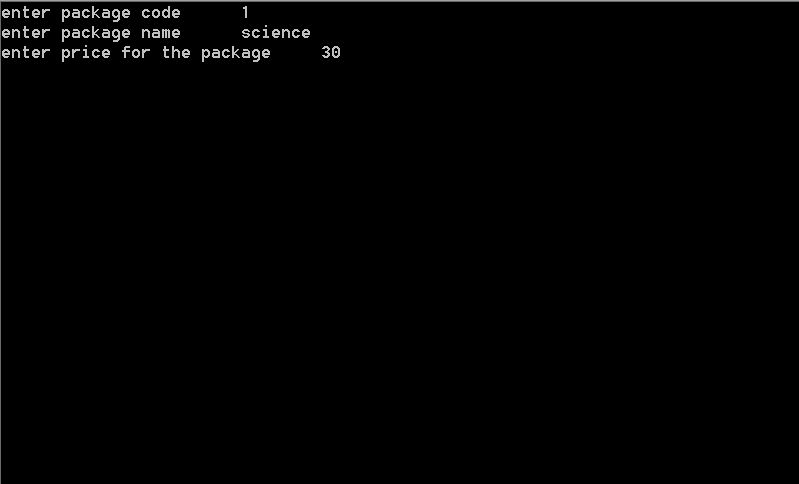 enter package code      1
enter package name      science
enter price for the package     30